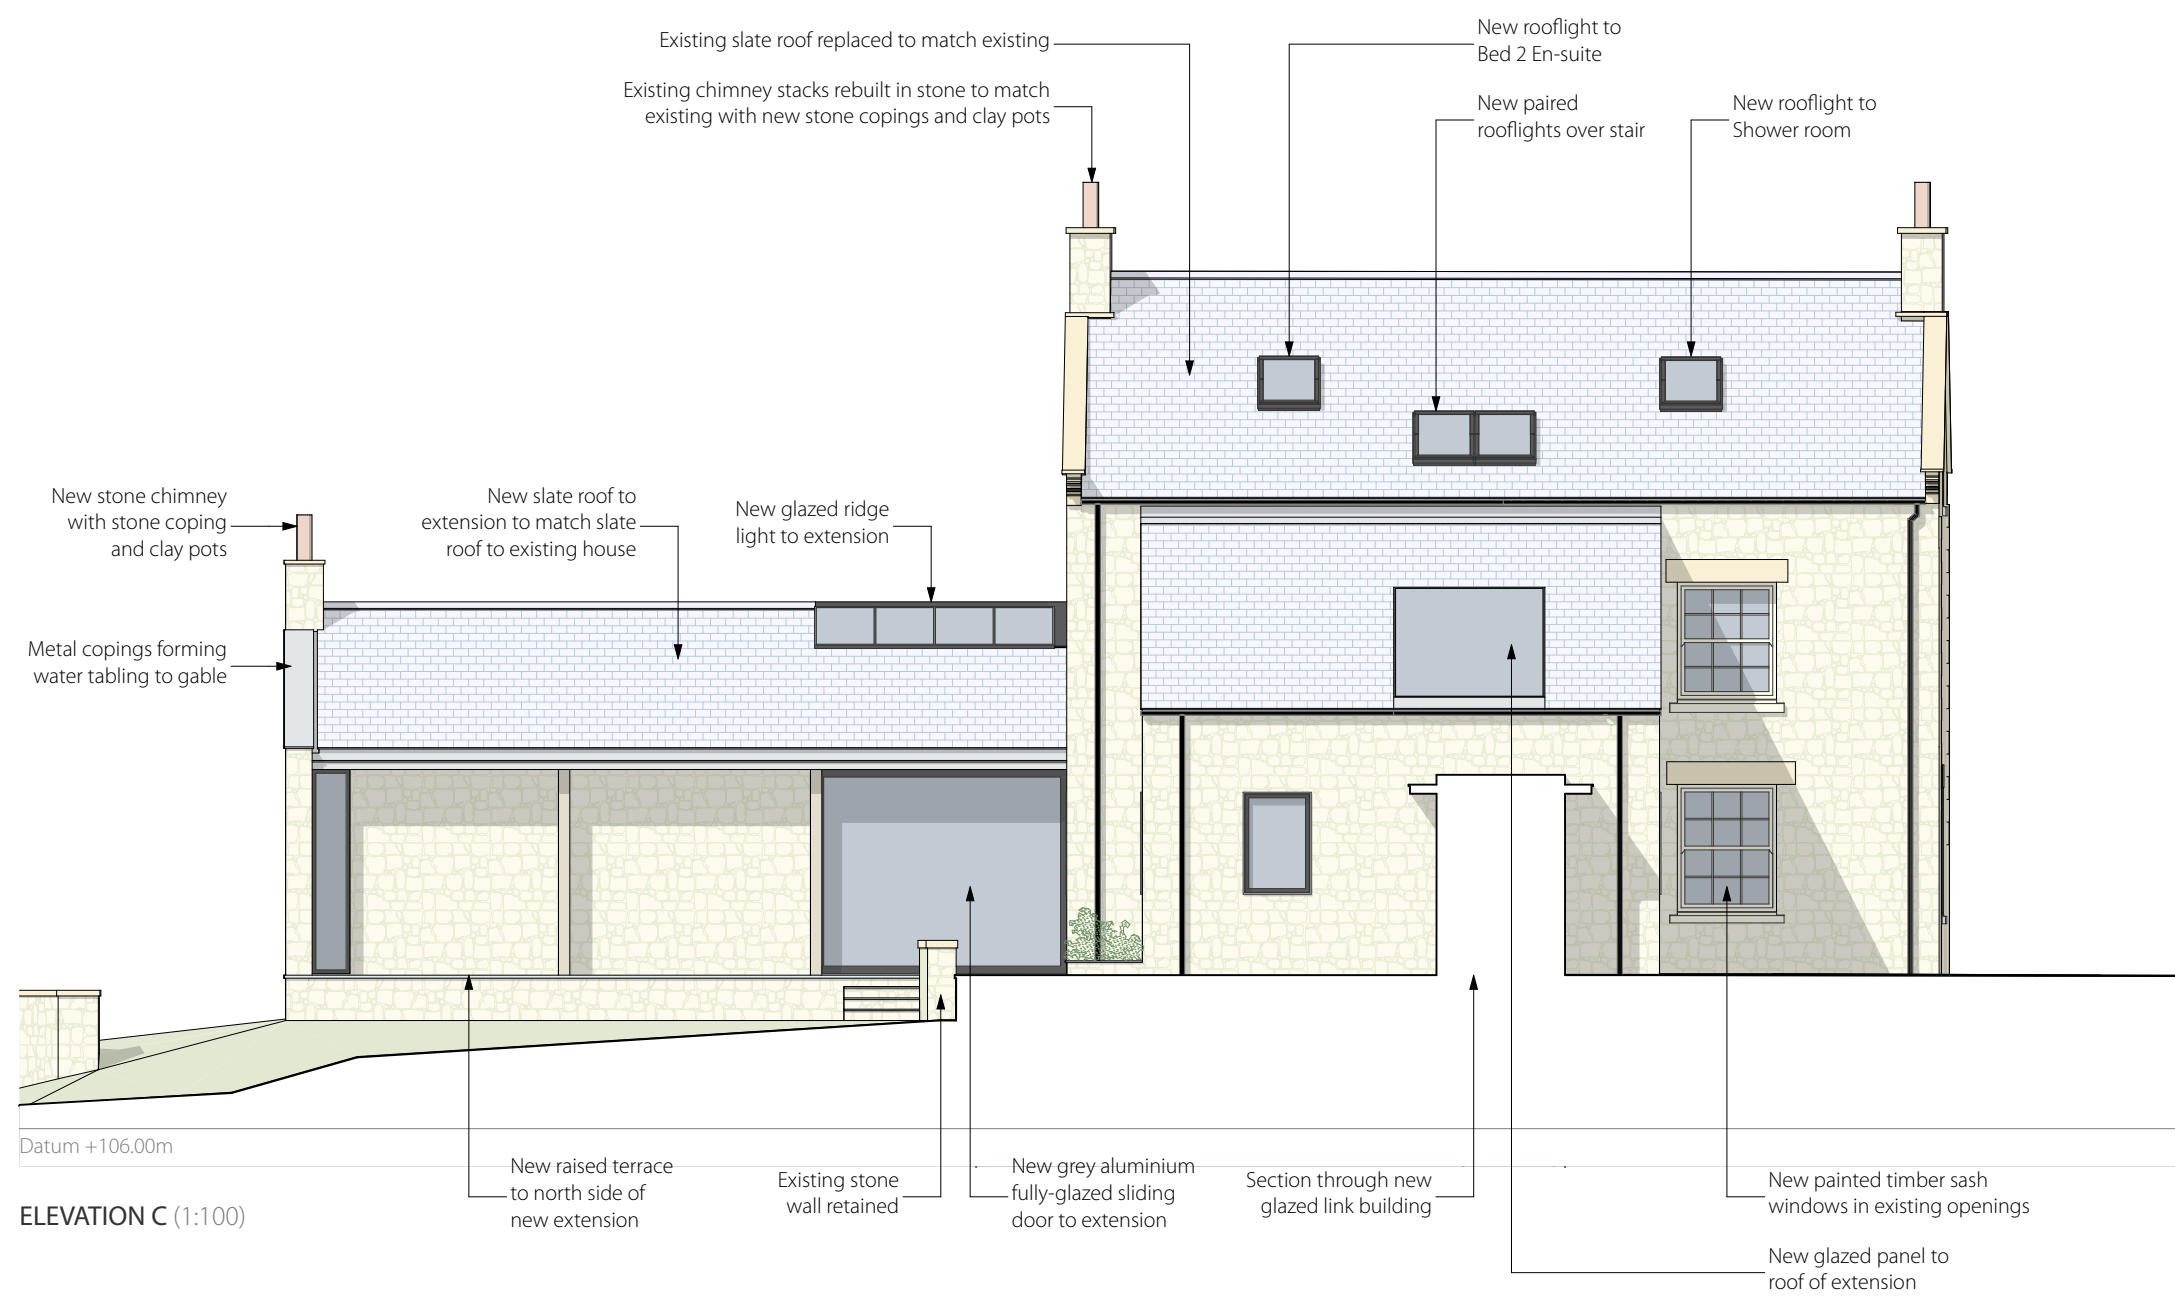 Existing slate roof replaced to match existing
Existing chimney stacks rebuilt in stone to match
existing with new stone copings and clay pots
New rooflight to
Bed 2 En-suite
New paired
rooflights over stair
New rooflight to
Shower room
New stone chimney
with stone coping
and clay pots
New slate roof to
extension to match slate
roof to existing house
New glazed ridge
light to extension
Metal copings forming
water tabling to gable
Datum +106.00m
ELEVATION C (1:100)
New raised terrace
to north side of
new extension
Existing stone
wall retained
New grey aluminium
fully-glazed sliding
door to extension
Section through new
glazed link building
New painted timber sash
windows in existing openings
New glazed panel to
roof of extension